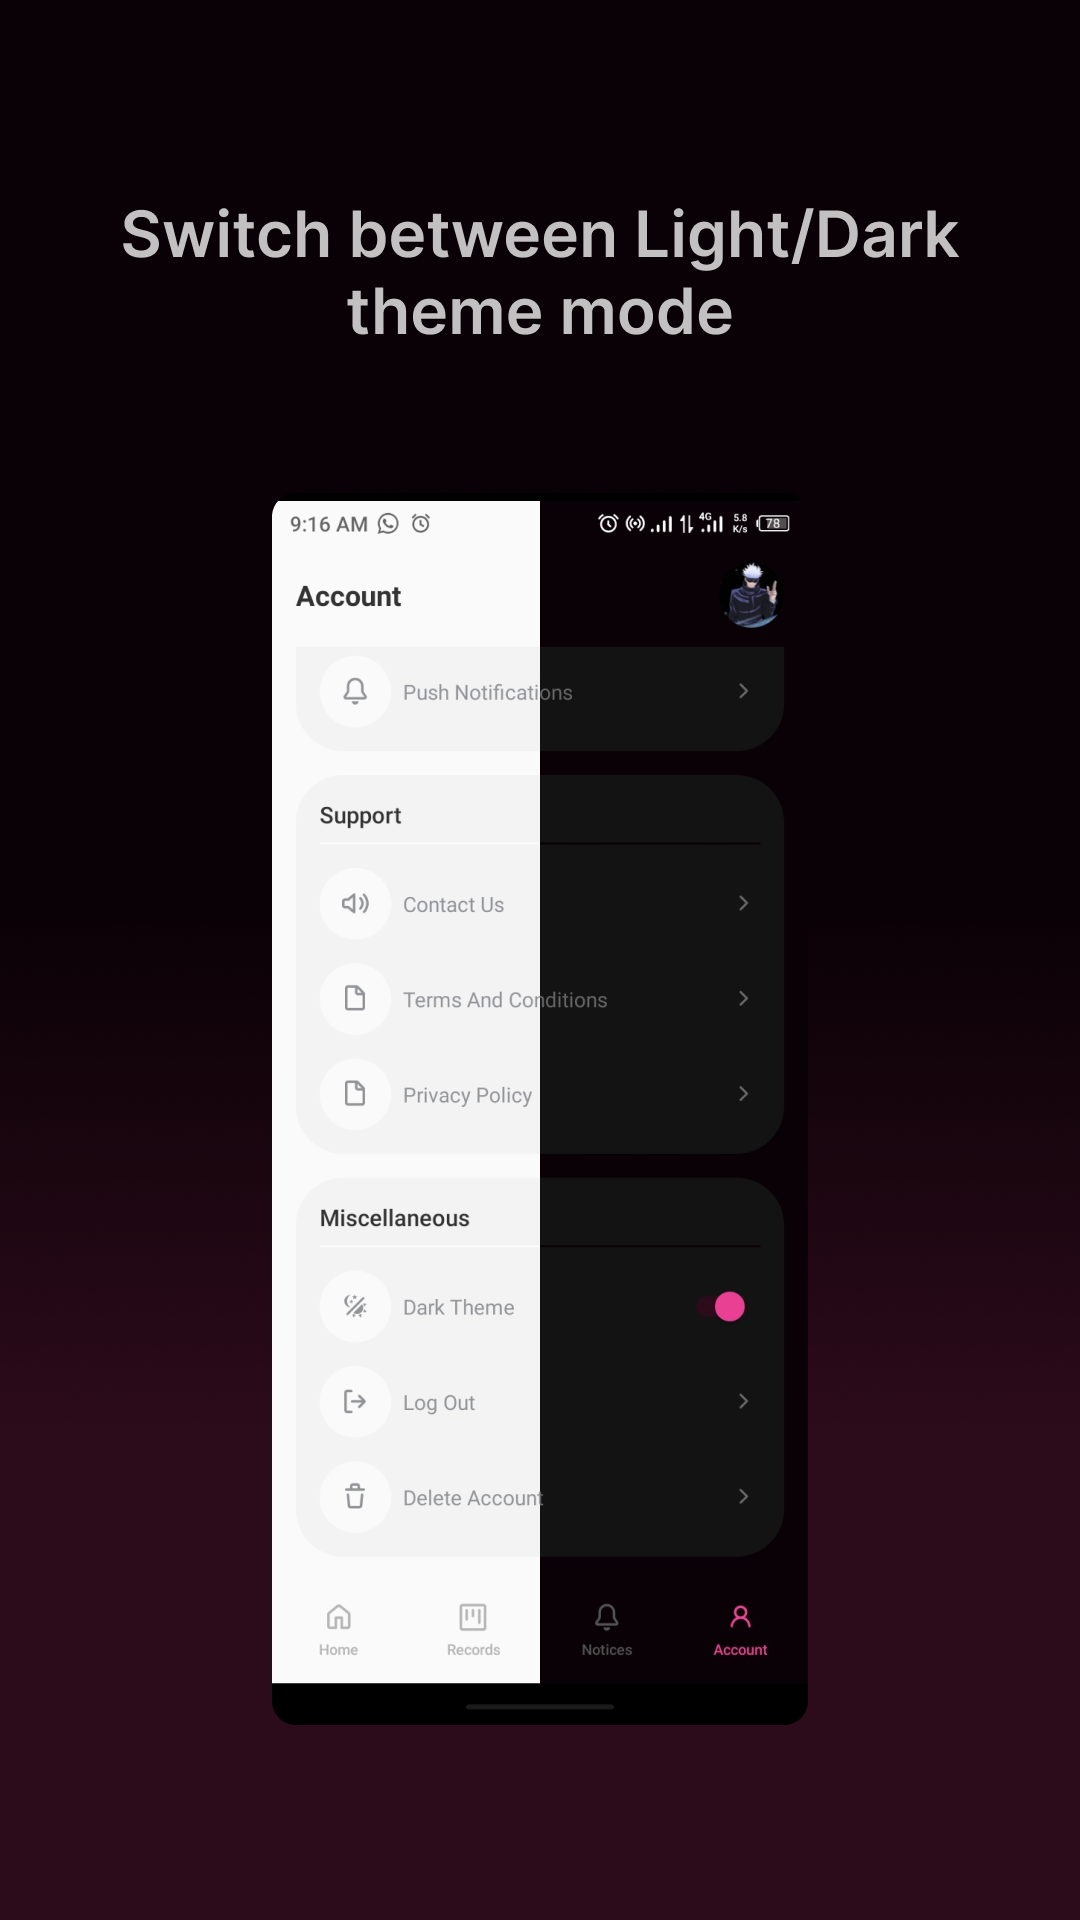 Switch between Light/Dark
theme mode
9:16 AM 4G 5.8 K/s 78
Account
Push Notifications
Support
Contact Us
Terms And Conditions
Privacy Policy
Miscellaneous
Dark Theme
Log Out
Delete Account
Home Records Notices Account